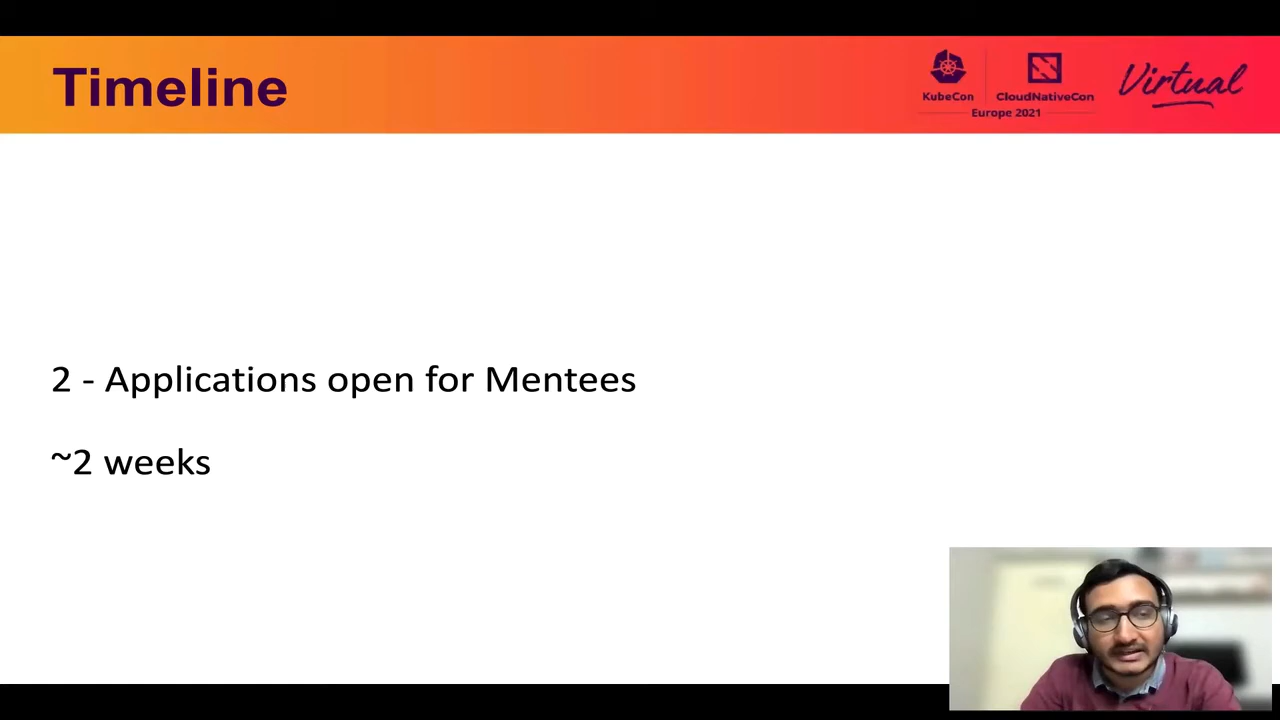 Timeline
KubeCon
CloudNativeCon
Europe 2021
Virtual
2 - Applications open for Mentees
~2 weeks